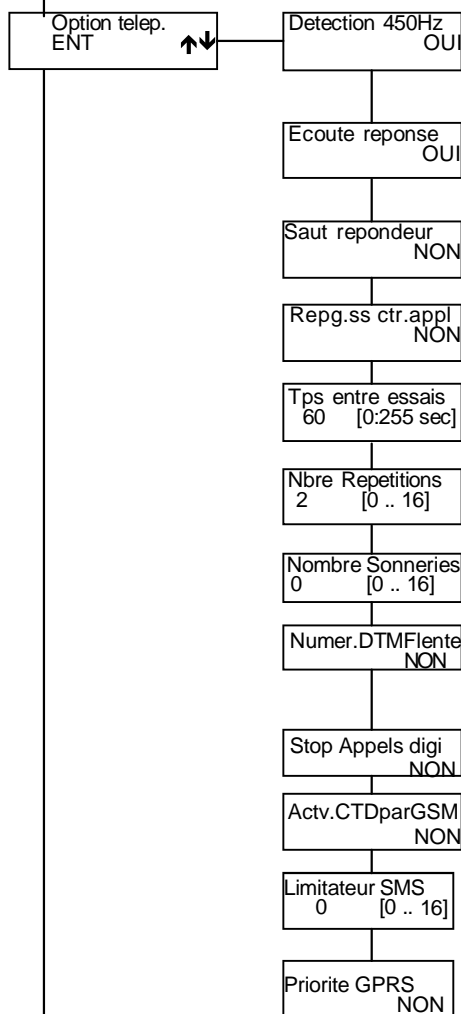 Option telep.
ENT ↑↓
Detection 450Hz
OUI
Ecoute reponse
OUI
Saut repondeur
NON
Repg.ss ctr.appl
NON
Tps entre essais
60 [0:255 sec]
Nbre Repetitions
2 [0 .. 16]
Nombre Sonneries
0 [0 .. 16]
Numer.DTMFlente
NON
Stop Appels digi
NON
Actv.CTDparGSM
NON
Limitateur SMS
0 [0 .. 16]
Priorite GPRS
NON